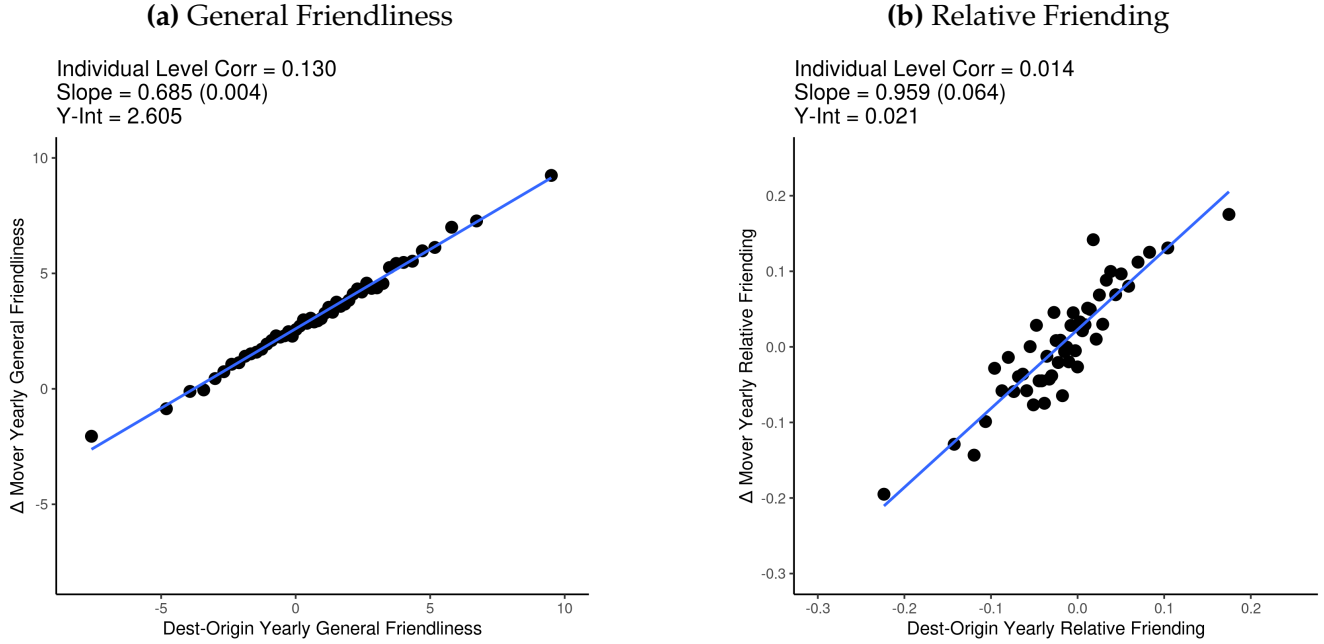 (a) General Friendliness
Individual Level Corr = 0.130
Slope = 0.685 (0.004)
Y-Int = 2.605
10
5
0
-5
Δ Mover Yearly General Friendliness
-5 0 5 10
Dest-Origin Yearly General Friendliness
(b) Relative Friending
Individual Level Corr = 0.014
Slope = 0.959 (0.064)
Y-Int = 0.021
0.2
0.1
0.0
-0.1
-0.2
-0.3
Δ Mover Yearly Relative Friending
-0.3 -0.2 -0.1 0.0 0.1 0.2
Dest-Origin Yearly Relative Friending